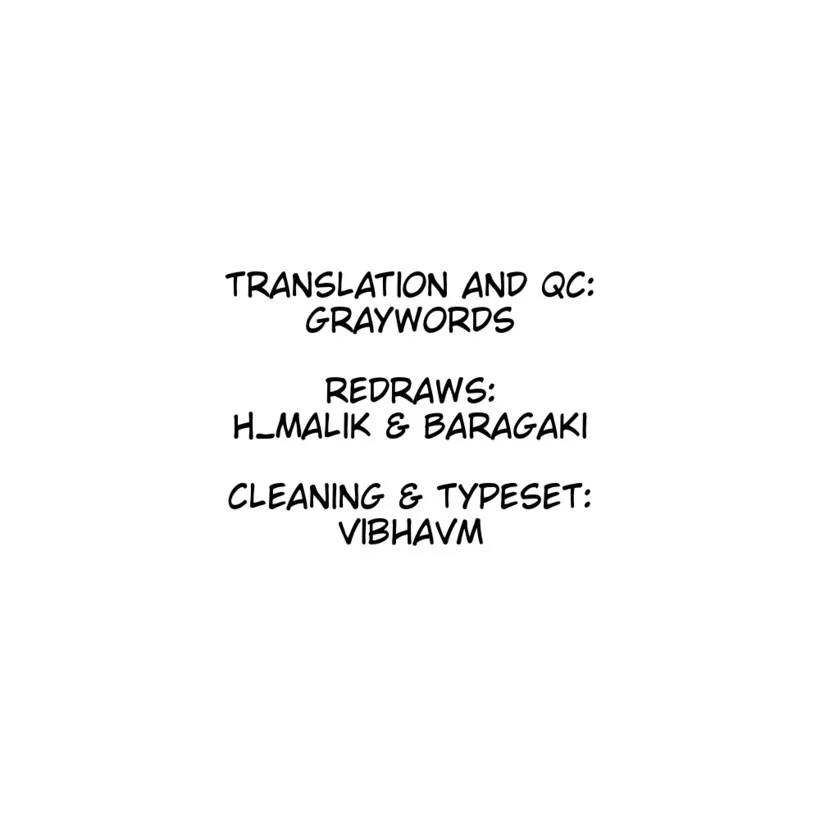 TRANSLATION AND QC:
GRAYWORDS
REDRAWS:
H_MALIK & BARAGAKI
CLEANING & TYPESET:
VIBHAVM